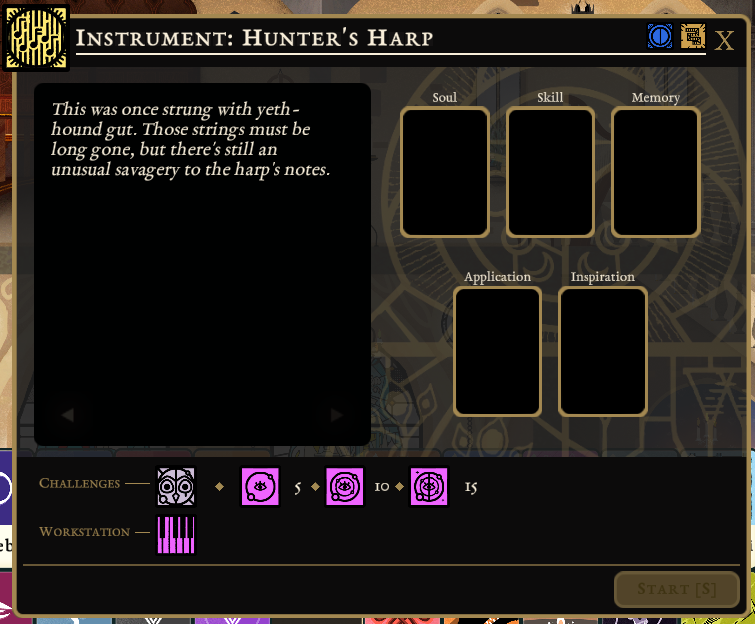 Instrument: Hunter's Harp
X
This was once strung with yeth-
hound gut. Those strings must be
long gone, but there's still an
unusual savagery to the harp's notes.
Soul
Skill
Memory
Application
Inspiration
Challenges
5
10
15
Workstation
Start [S]